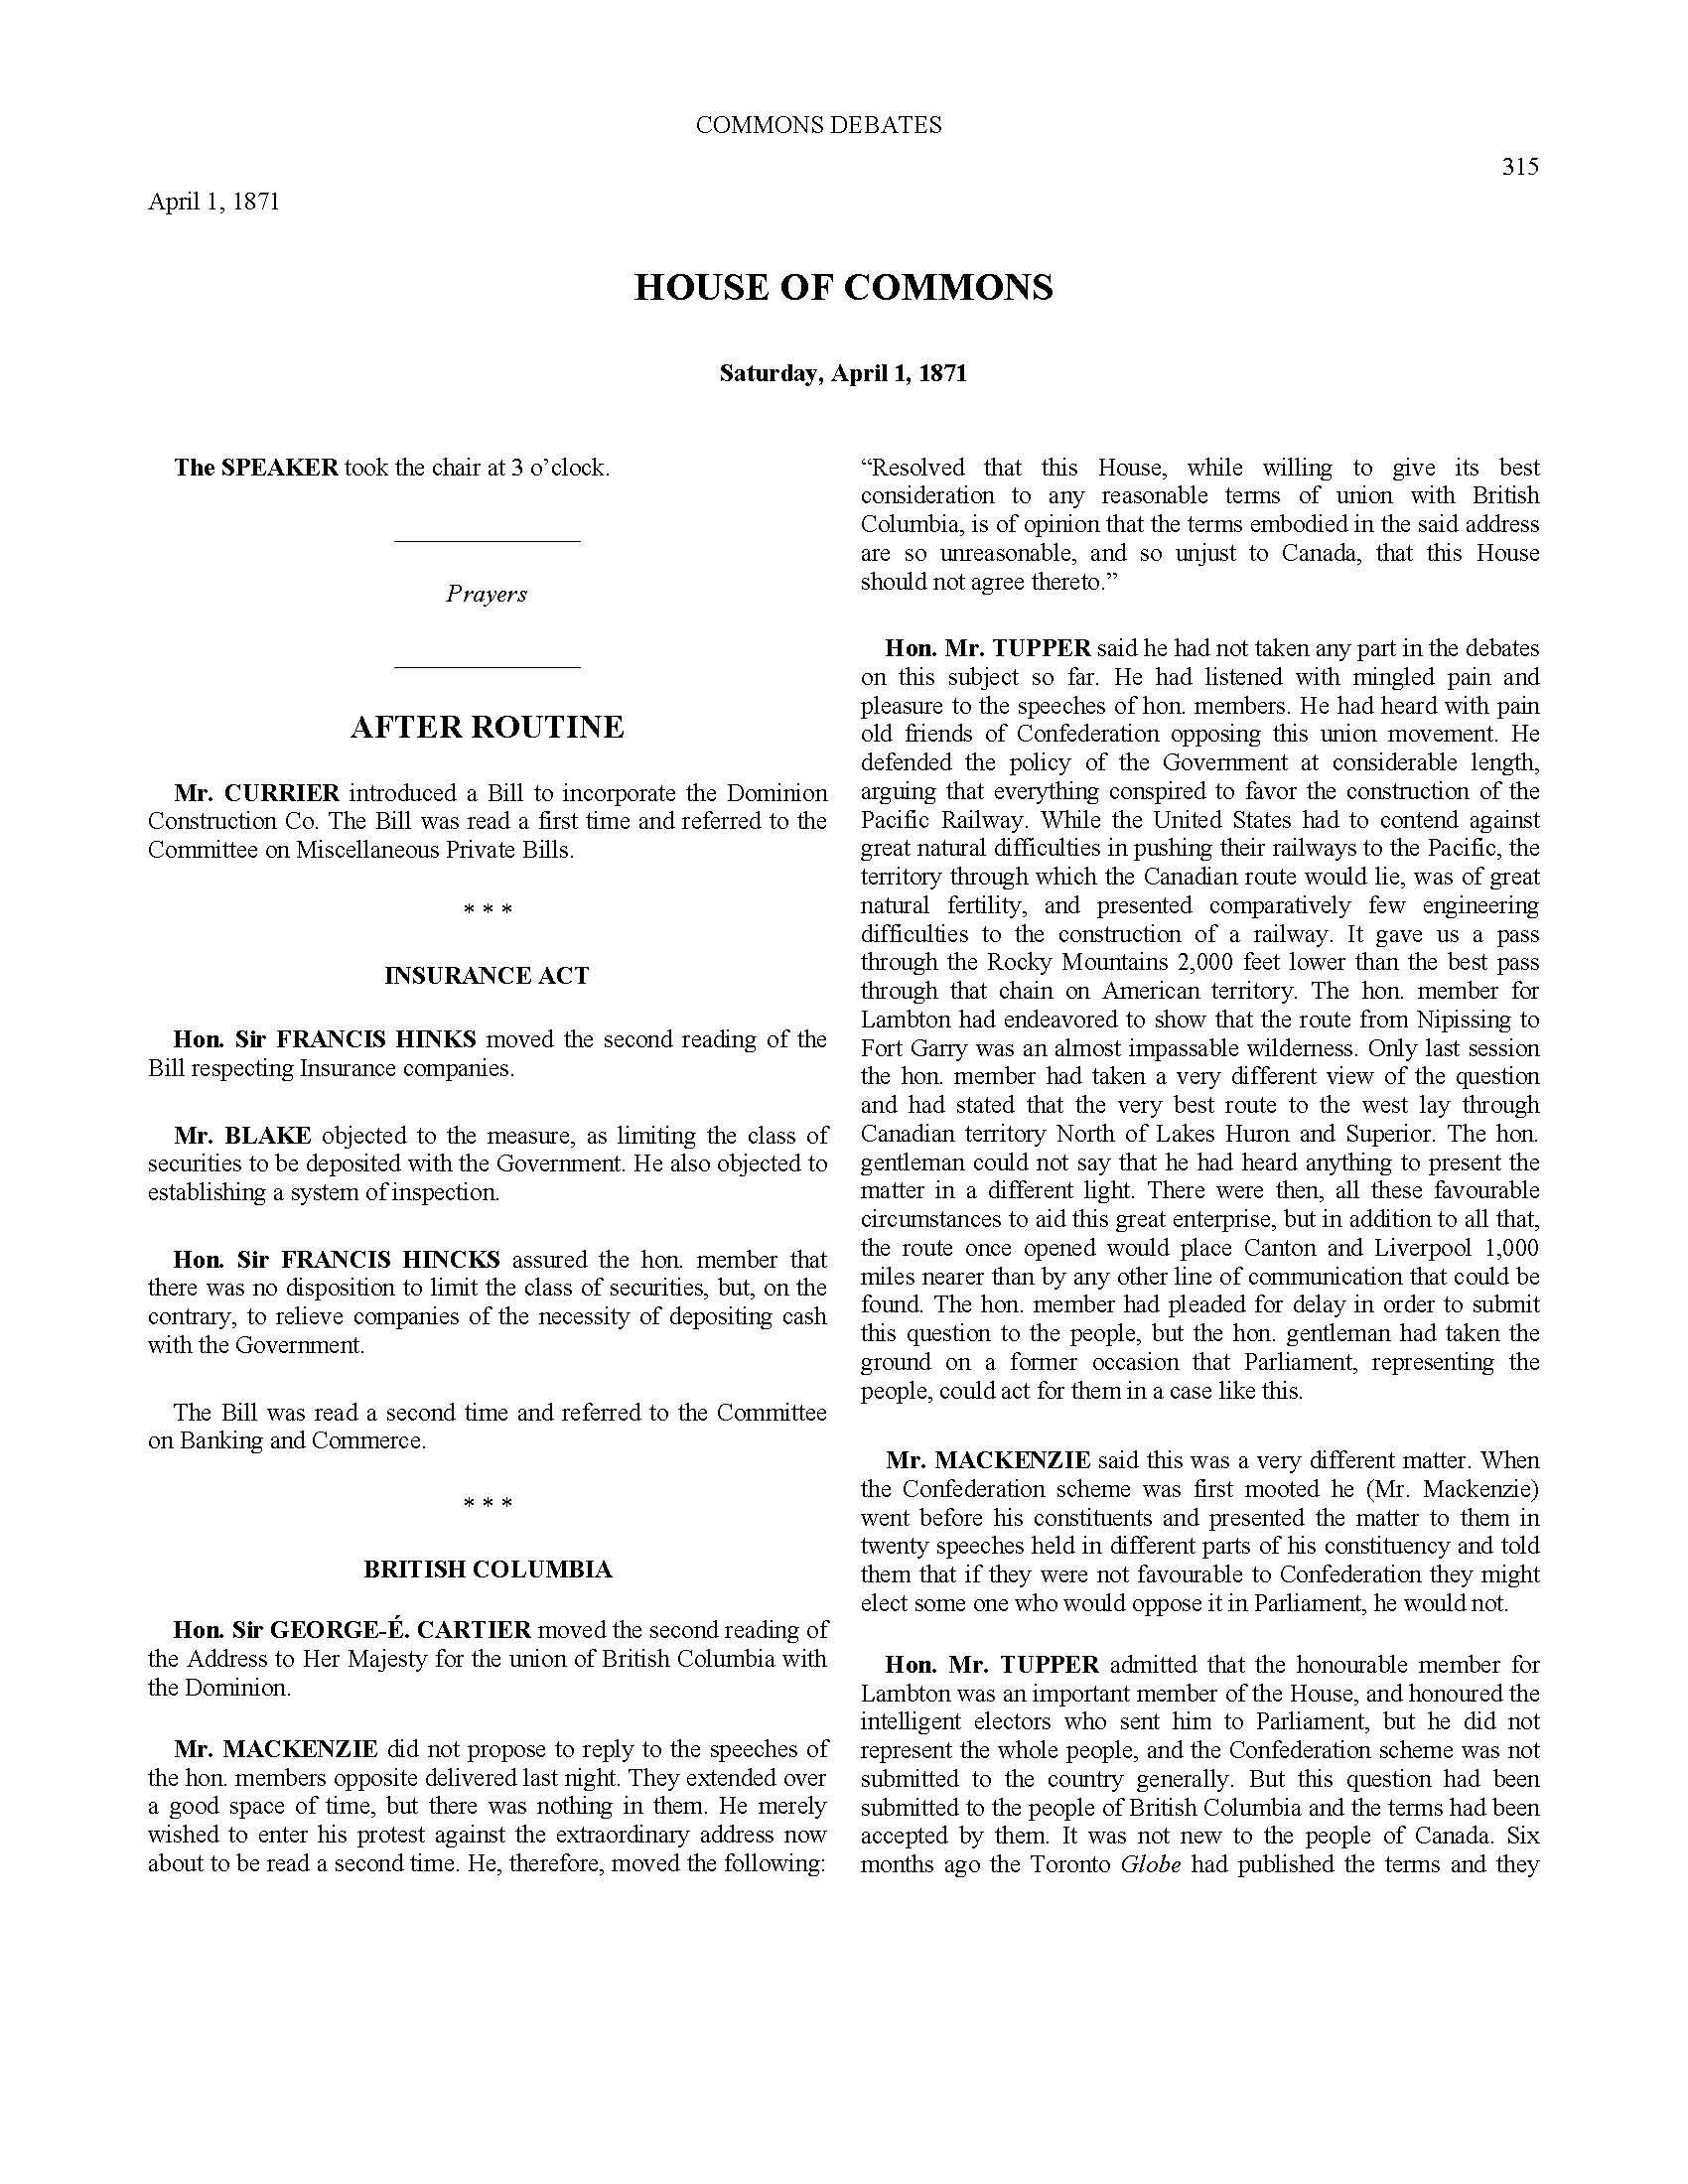 COMMONS DEBATES
315
April 1, 1871
HOUSE OF COMMONS
Saturday, April 1, 1871
The SPEAKER took the chair at 3 o’clock.
Prayers
AFTER ROUTINE
Mr. CURRIER introduced a Bill to incorporate the Dominion
Construction Co. The Bill was read a first time and referred to the
Committee on Miscellaneous Private Bills.
* * *
INSURANCE ACT
Hon. Sir FRANCIS HINKS moved the second reading of the
Bill respecting Insurance companies.
Mr. BLAKE objected to the measure, as limiting the class of
securities to be deposited with the Government. He also objected to
establishing a system of inspection.
Hon. Sir FRANCIS HINCKS assured the hon. member that
there was no disposition to limit the class of securities, but, on the
contrary, to relieve companies of the necessity of depositing cash
with the Government.
The Bill was read a second time and referred to the Committee
on Banking and Commerce.
* * *
BRITISH COLUMBIA
Hon. Sir GEORGE-É. CARTIER moved the second reading of
the Address to Her Majesty for the union of British Columbia with
the Dominion.
Mr. MACKENZIE did not propose to reply to the speeches of
the hon. members opposite delivered last night. They extended over
a good space of time, but there was nothing in them. He merely
wished to enter his protest against the extraordinary address now
about to be read a second time. He, therefore, moved the following:
“Resolved that this House, while willing to give its best
consideration to any reasonable terms of union with British
Columbia, is of opinion that the terms embodied in the said address
are so unreasonable, and so unjust to Canada, that this House
should not agree thereto.”
Hon. Mr. TUPPER said he had not taken any part in the debates
on this subject so far. He had listened with mingled pain and
pleasure to the speeches of hon. members. He had heard with pain
old friends of Confederation opposing this union movement. He
defended the policy of the Government at considerable length,
arguing that everything conspired to favor the construction of the
Pacific Railway. While the United States had to contend against
great natural difficulties in pushing their railways to the Pacific, the
territory through which the Canadian route would lie, was of great
natural fertility, and presented comparatively few engineering
difficulties to the construction of a railway. It gave us a pass
through the Rocky Mountains 2,000 feet lower than the best pass
through that chain on American territory. The hon. member for
Lambton had endeavored to show that the route from Nipissing to
Fort Garry was an almost impassable wilderness. Only last session
the hon. member had taken a very different view of the question
and had stated that the very best route to the west lay through
Canadian territory North of Lakes Huron and Superior. The hon.
gentleman could not say that he had heard anything to present the
matter in a different light. There were then, all these favourable
circumstances to aid this great enterprise, but in addition to all that,
the route once opened would place Canton and Liverpool 1,000
miles nearer than by any other line of communication that could be
found. The hon. member had pleaded for delay in order to submit
this question to the people, but the hon. gentleman had taken the
ground on a former occasion that Parliament, representing the
people, could act for them in a case like this.
Mr. MACKENZIE said this was a very different matter. When
the Confederation scheme was first mooted he (Mr. Mackenzie)
went before his constituents and presented the matter to them in
twenty speeches held in different parts of his constituency and told
them that if they were not favourable to Confederation they might
elect some one who would oppose it in Parliament, he would not.
Hon. Mr. TUPPER admitted that the honourable member for
Lambton was an important member of the House, and honoured the
intelligent electors who sent him to Parliament, but he did not
represent the whole people, and the Confederation scheme was not
submitted to the country generally. But this question had been
submitted to the people of British Columbia and the terms had been
accepted by them. It was not new to the people of Canada. Six
months ago the Toronto Globe had published the terms and they